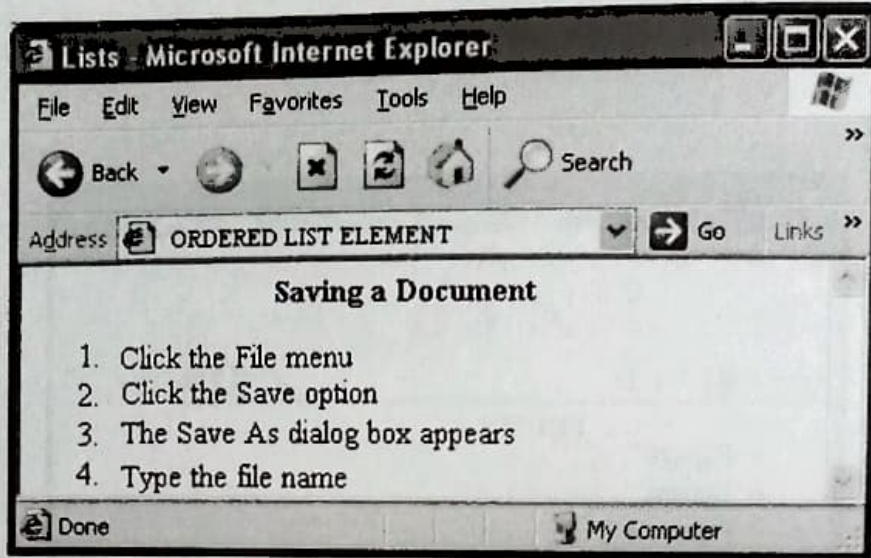 Lists - Microsoft Internet Explorer
File Edit View Favorites Tools Help
Back Search
Address ORDERED LIST ELEMENT Go Links
Saving a Document
1. Click the File menu
2. Click the Save option
3. The Save As dialog box appears
4. Type the file name
Done My Computer